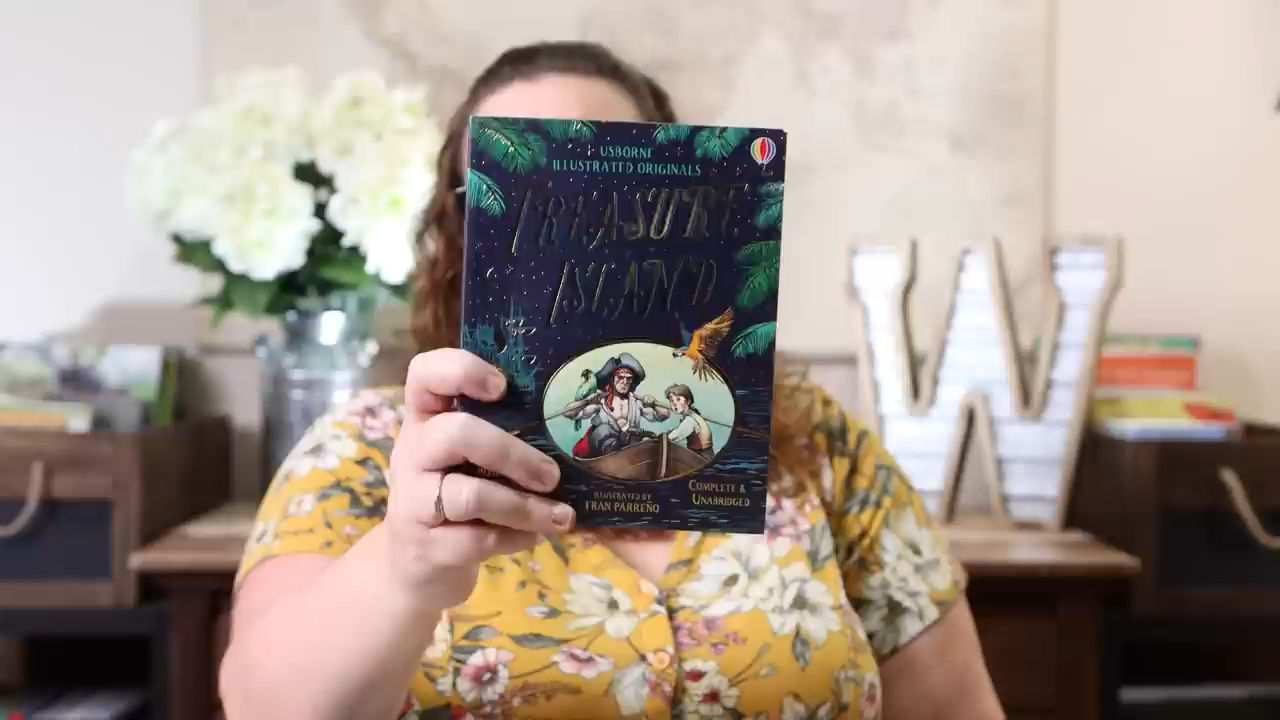 USBORNE
ILLUSTRATED ORIGINALS
TREASURE
ISLAND
COMPLETE &
UNABRIDGED
ILLUSTRATED BY
FRAN PARREÑO
W